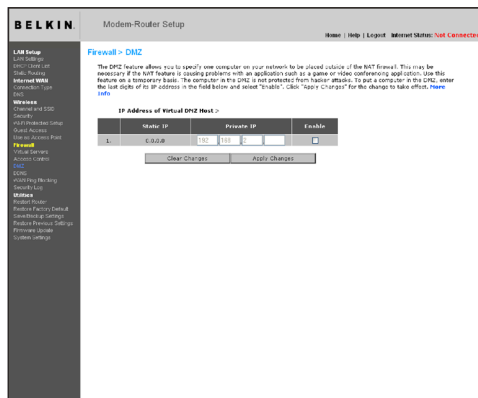 BELKIN.
Modem-Router Setup
Home | Help | Logout Internet Status: Not Connected
LAN Setup
LAN Settings
DHCP Client List
Static Routing
Internet WAN
Connection Type
DNS
Wireless
Channel and SSID
Security
Wi-Fi Protected Setup
Guest Access
Use as Access Point
Firewall
Virtual Servers
Access Control
DMZ
DDNS
WAN Ping Blocking
Security Log
Utilities
Restart Router
Restore Factory Default
Save/Backup Settings
Restore Previous Settings
Firmware Update
System Settings
Firewall > DMZ
The DMZ feature allows you to specify one computer on your network to be placed outside of the NAT firewall. This may be
necessary if the NAT feature is causing problems with an application such as a game or video conferencing application. Use this
feature on a temporary basis. The computer in the DMZ is not protected from hacker attacks. To put a computer in the DMZ, enter
the last digits of its IP address in the field below and select "Enable". Click "Apply Changes" for the change to take effect. More
Info
IP Address of Virtual DMZ Host >
Static IP Private IP Enable
1. 0.0.0.0 192 168 2
Clear Changes Apply Changes